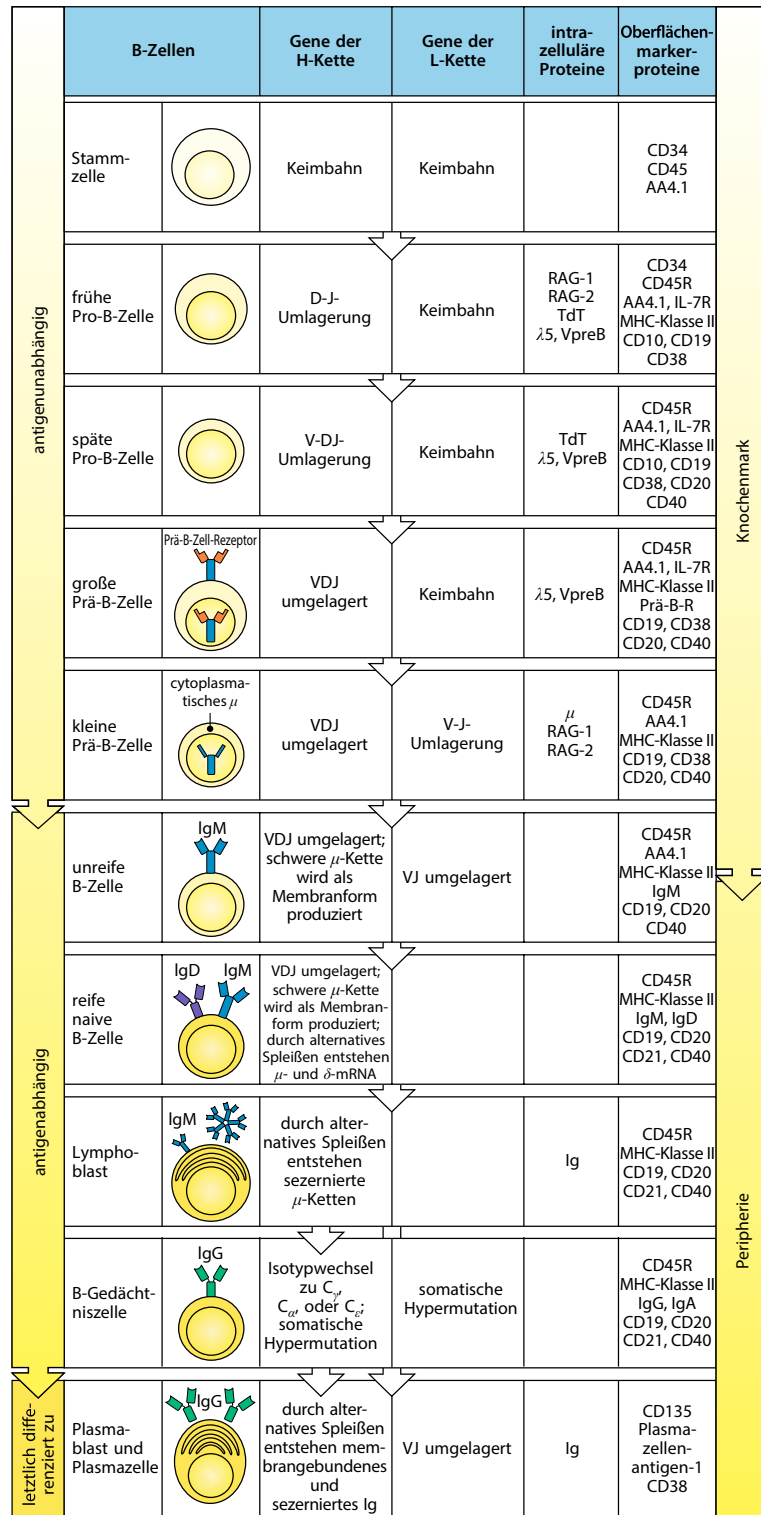 B-Zellen
Gene der
H-Kette
Gene der
L-Kette
intra-
zelluläre
Proteine
Oberflächen-
marker-
proteine
antigenunabhängig
Knochenmark
Stamm-
zelle
Keimbahn
Keimbahn
CD34
CD45
AA4.1
frühe
Pro-B-Zelle
D-J-
Umlagerung
Keimbahn
RAG-1
RAG-2
TdT
λ5, VpreB
CD34
CD45R
AA4.1, IL-7R
MHC-Klasse II
CD10, CD19
CD38
späte
Pro-B-Zelle
V-DJ-
Umlagerung
Keimbahn
TdT
λ5, VpreB
CD45R
AA4.1, IL-7R
MHC-Klasse II
CD10, CD19
CD38, CD20
CD40
große
Prä-B-Zelle
Prä-B-Zell-Rezeptor
VDJ
umgelagert
Keimbahn
λ5, VpreB
CD45R
AA4.1, IL-7R
MHC-Klasse II
Prä-B-R
CD19, CD38
CD20, CD40
kleine
Prä-B-Zelle
cytoplasma-
tisches μ
VDJ
umgelagert
V-J-
Umlagerung
μ
RAG-1
RAG-2
CD45R
AA4.1
MHC-Klasse II
CD19, CD38
CD20, CD40
antigenabhängig
Peripherie
unreife
B-Zelle
IgM
VDJ umgelagert;
schwere μ-Kette
wird als
Membranform
produziert
VJ umgelagert
CD45R
AA4.1
MHC-Klasse II
IgM
CD19, CD20
CD40
reife
naive
B-Zelle
IgD IgM
VDJ umgelagert;
schwere μ-Kette
wird als Membran-
form produziert;
durch alternatives
Spleißen entstehen
μ- und δ-mRNA
CD45R
MHC-Klasse II
IgM, IgD
CD19, CD20
CD21, CD40
Lympho-
blast
IgM
durch alter-
natives Spleißen
entstehen
sezernierte
μ-Ketten
Ig
CD45R
MHC-Klasse II
CD19, CD20
CD21, CD40
B-Gedächt-
niszelle
IgG
Isotypwechsel
zu Cγ,
Cα, oder Cε;
somatische
Hypermutation
somatische
Hypermutation
CD45R
MHC-Klasse II
IgG, IgA
CD19, CD20
CD21, CD40
letztlich diffe-
renziert zu
Plasma-
blast und
Plasmazelle
IgG
durch alter-
natives Spleißen
entstehen mem-
brangebundenes
und
sezerniertes Ig
VJ umgelagert
Ig
CD135
Plasma-
zellen-
antigen-1
CD38